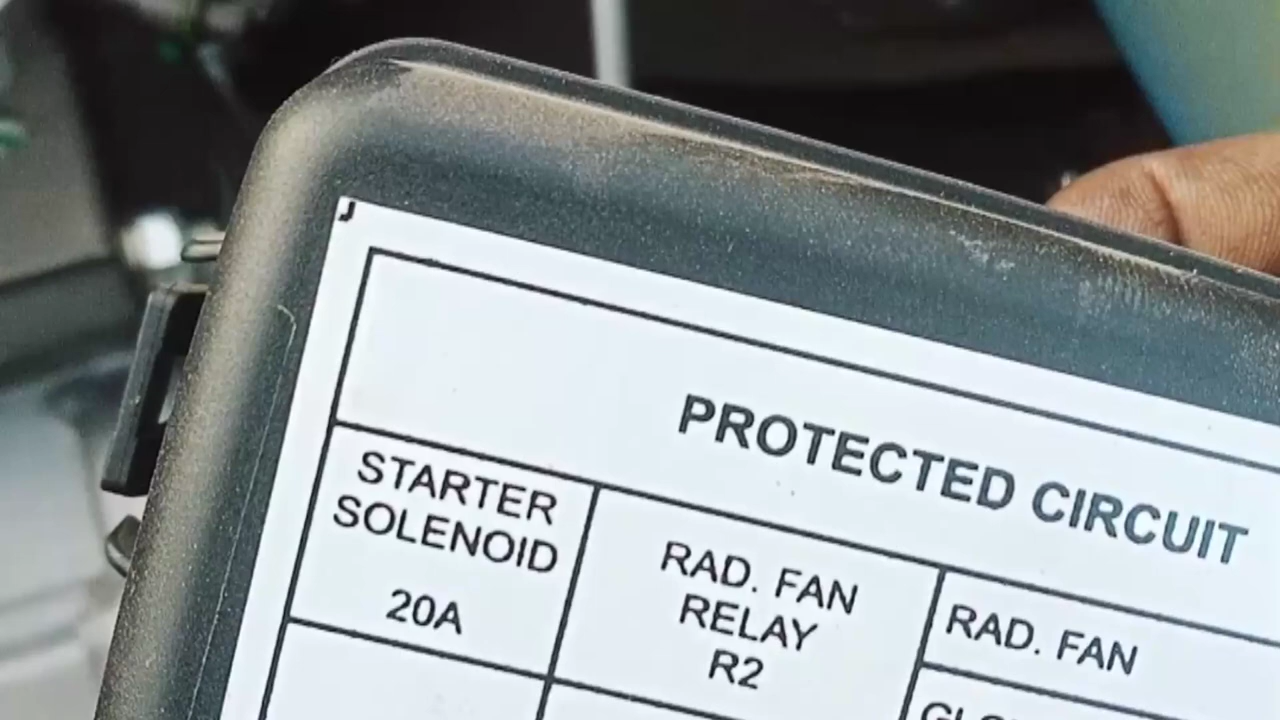 PROTECTED CIRCUIT
STARTER
SOLENOID
20A
RAD. FAN
RELAY
R2
RAD. FAN